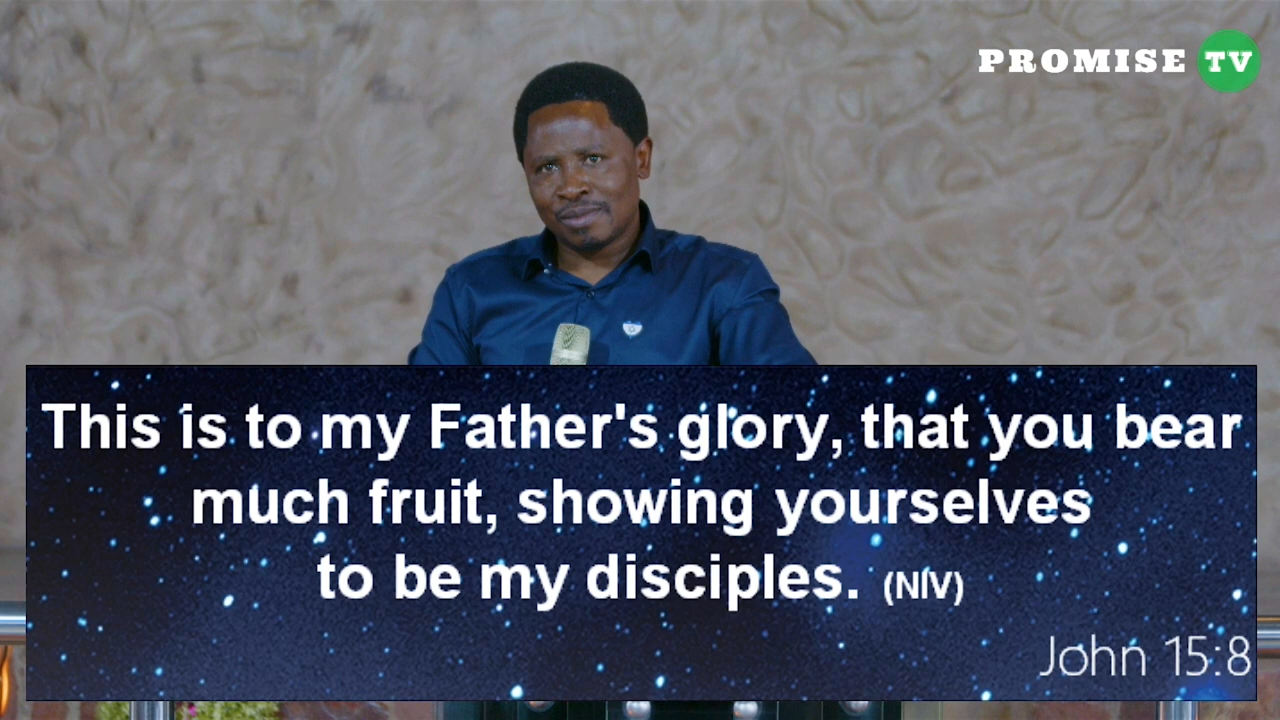 PROMISE TV
This is to my Father's glory, that you bear
much fruit, showing yourselves
to be my disciples. (NIV)
John 15:8